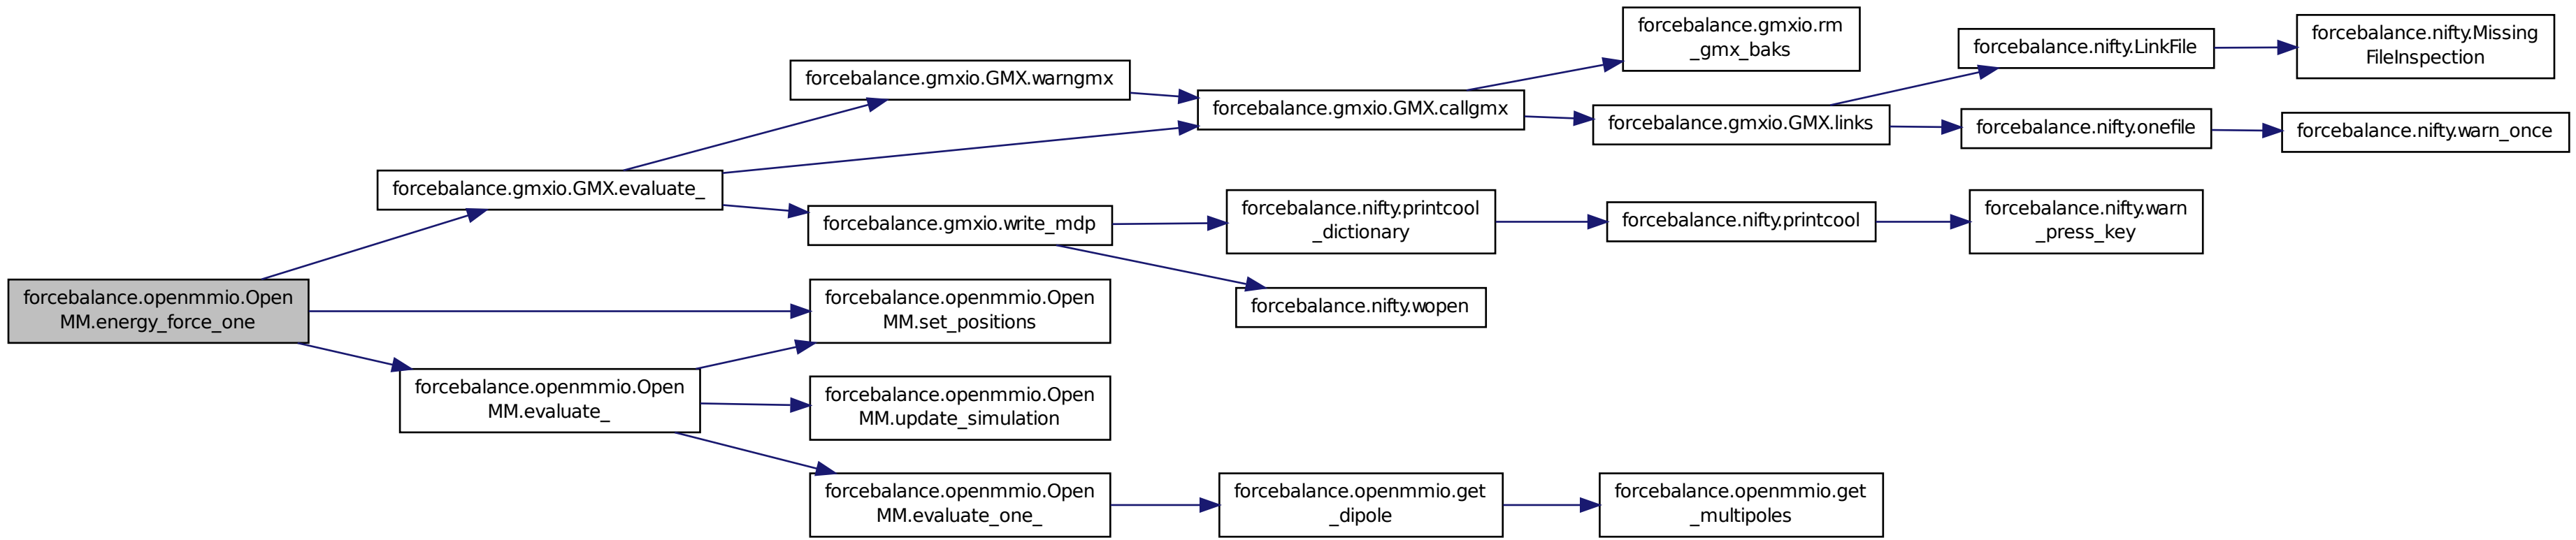 forcebalance.openmmio.Open
MM.energy_force_one
forcebalance.gmxio.GMX.evaluate_
forcebalance.gmxio.GMX.warngmx
forcebalance.gmxio.GMX.callgmx
forcebalance.gmxio.rm
_gmx_baks
forcebalance.gmxio.GMX.links
forcebalance.nifty.LinkFile
forcebalance.nifty.Missing
FileInspection
forcebalance.nifty.onefile
forcebalance.nifty.warn_once
forcebalance.gmxio.write_mdp
forcebalance.nifty.printcool
_dictionary
forcebalance.nifty.printcool
forcebalance.nifty.warn
_press_key
forcebalance.nifty.wopen
forcebalance.openmmio.Open
MM.set_positions
forcebalance.openmmio.Open
MM.evaluate_
forcebalance.openmmio.Open
MM.update_simulation
forcebalance.openmmio.Open
MM.evaluate_one_
forcebalance.openmmio.get
_dipole
forcebalance.openmmio.get
_multipoles